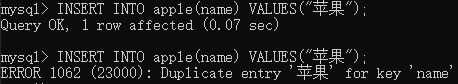 mysql> INSERT INTO apple(name) VALUES("苹果");
Query OK, 1 row affected (0.07 sec)
mysql> INSERT INTO apple(name) VALUES("苹果");
ERROR 1062 (23000): Duplicate entry '苹果' for key 'name'